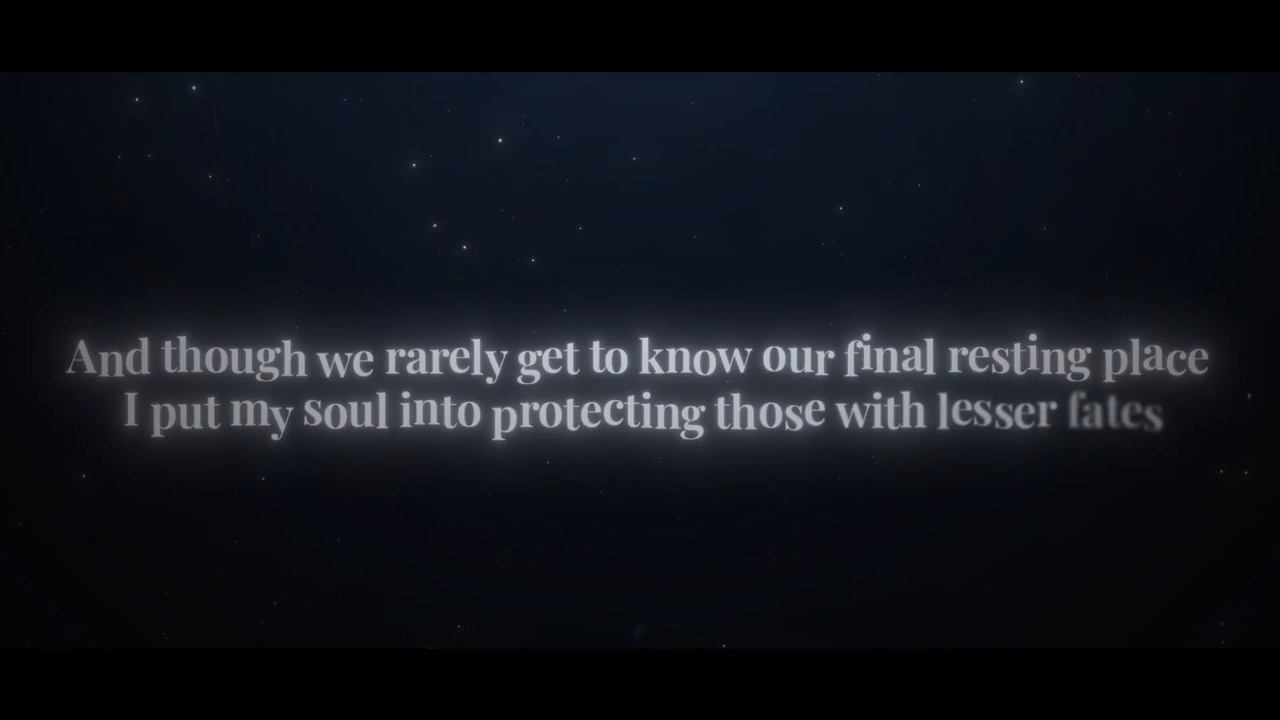 And though we rarely get to know our final resting place
I put my soul into protecting those with lesser fates